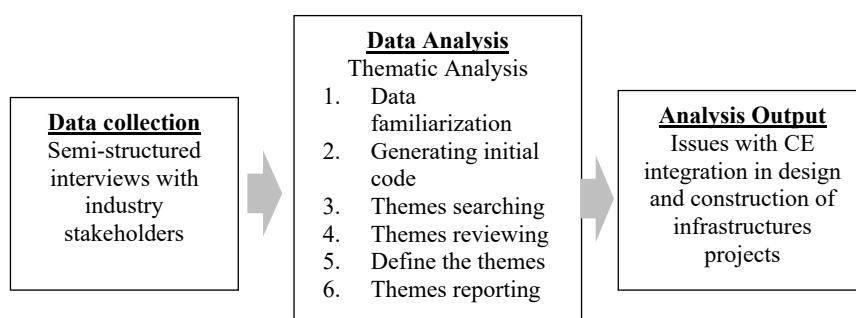 Data collection
Semi-structured
interviews with
industry
stakeholders
Data Analysis
Thematic Analysis
1. Data
familiarization
2. Generating initial
code
3. Themes searching
4. Themes reviewing
5. Define the themes
6. Themes reporting
Analysis Output
Issues with CE
integration in design
and construction of
infrastructures
projects